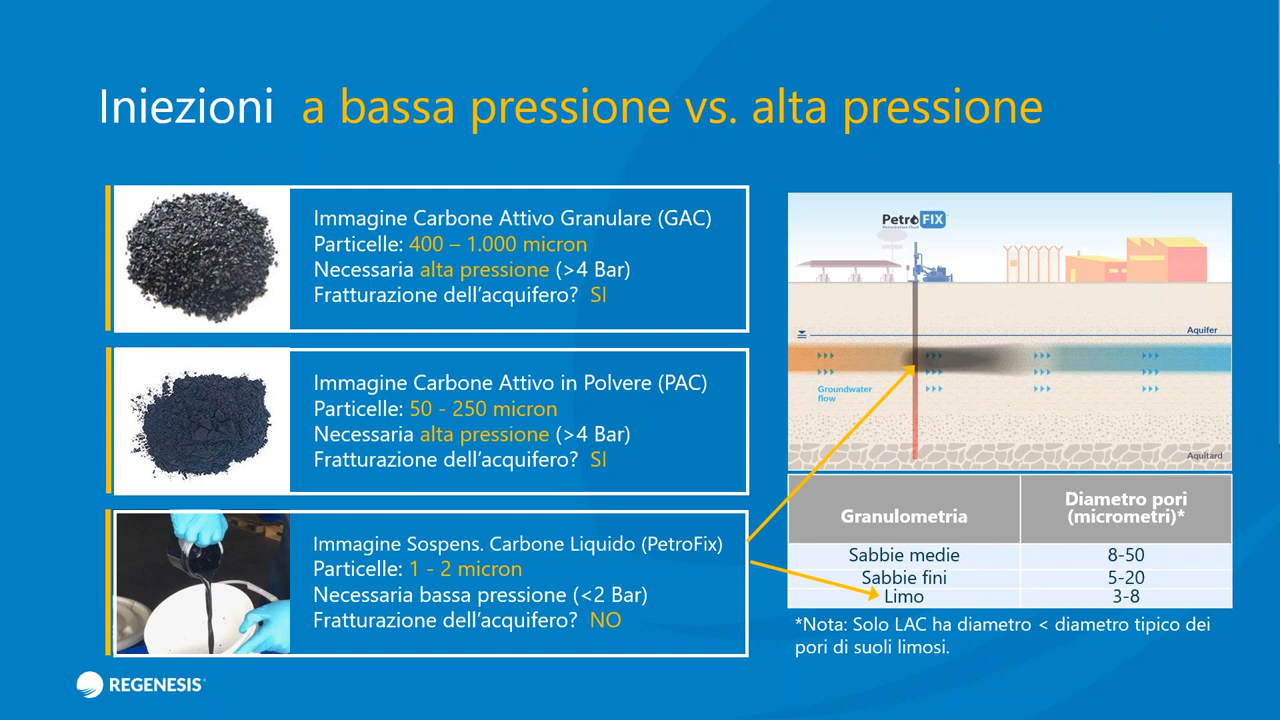 Iniezioni a bassa pressione vs. alta pressione
Immagine Carbone Attivo Granulare (GAC)
Particelle: 400 – 1.000 micron
Necessaria alta pressione (>4 Bar)
Fratturazione dell'acquifero? SI
Immagine Carbone Attivo in Polvere (PAC)
Particelle: 50 - 250 micron
Necessaria alta pressione (>4 Bar)
Fratturazione dell'acquifero? SI
Immagine Sospens. Carbone Liquido (PetroFix)
Particelle: 1 - 2 micron
Necessaria bassa pressione (<2 Bar)
Fratturazione dell'acquifero? NO
PetroFIX
Remediation Fluid
Aquifer
Groundwater
flow
Aquitard
Granulometria
Diametro pori
(micrometri)*
Sabbie medie 8-50
Sabbie fini 5-20
Limo 3-8
*Nota: Solo LAC ha diametro < diametro tipico dei
pori di suoli limosi.
REGENESIS